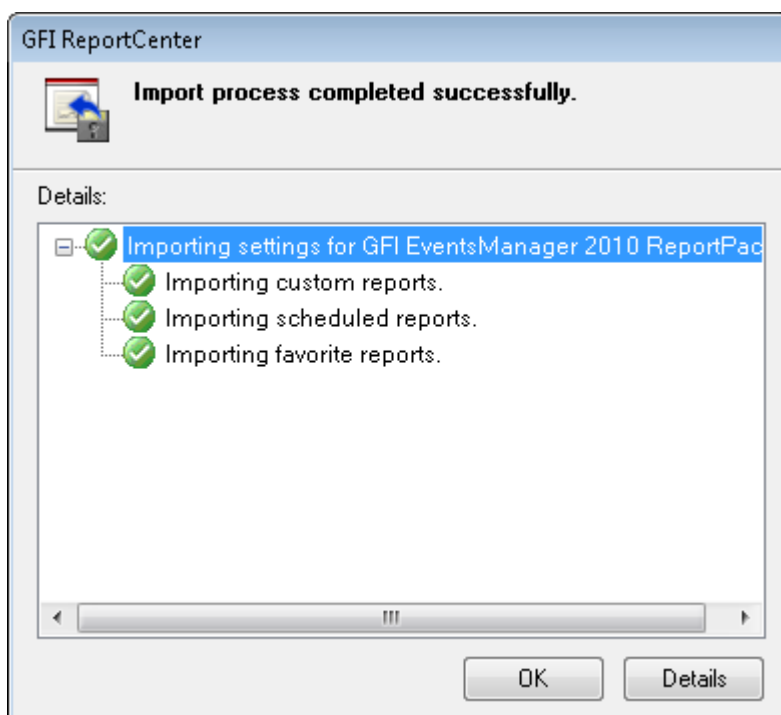 GFI ReportCenter
Import process completed successfully.
Details:
Importing settings for GFI EventsManager 2010 ReportPac
Importing custom reports.
Importing scheduled reports.
Importing favorite reports.
OK
Details